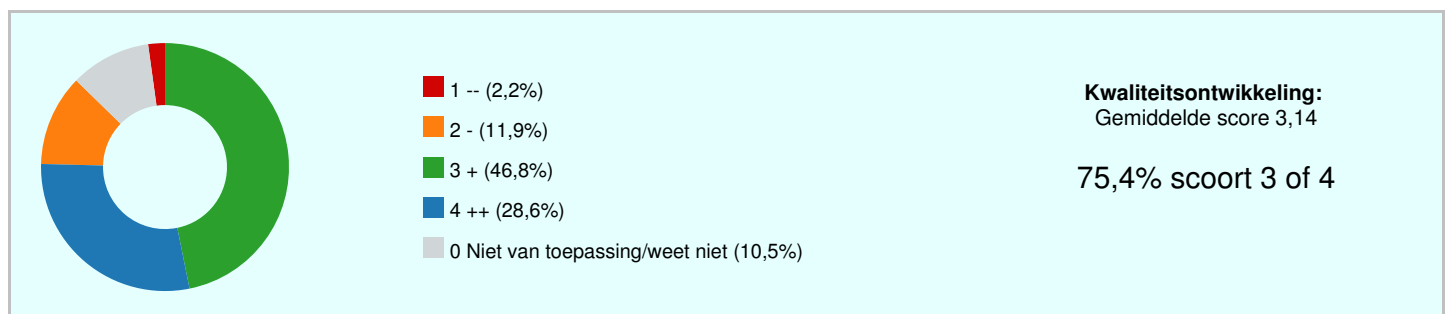 1 -- (2,2%)
2 - (11,9%)
3 + (46,8%)
4 ++ (28,6%)
0 Niet van toepassing/weet niet (10,5%)
Kwaliteitsontwikkeling:
Gemiddelde score 3,14
75,4% scoort 3 of 4